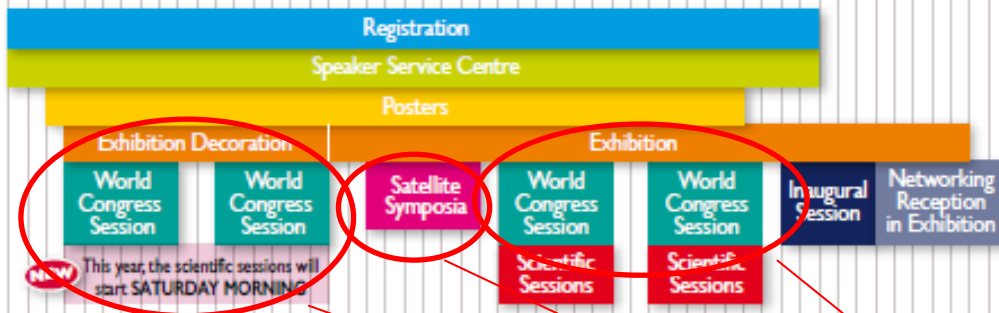 Registration
Speaker Service Centre
Posters
Exhibition Decoration
Exhibition
World
Congress
Session
World
Congress
Session
Satellite
Symposia
World
Congress
Session
World
Congress
Session
Inaugural
Session
Networking
Reception
in Exhibition
NEW
This year, the scientific sessions will
start SATURDAY MORNING
Scientific
Sessions
Scientific
Sessions